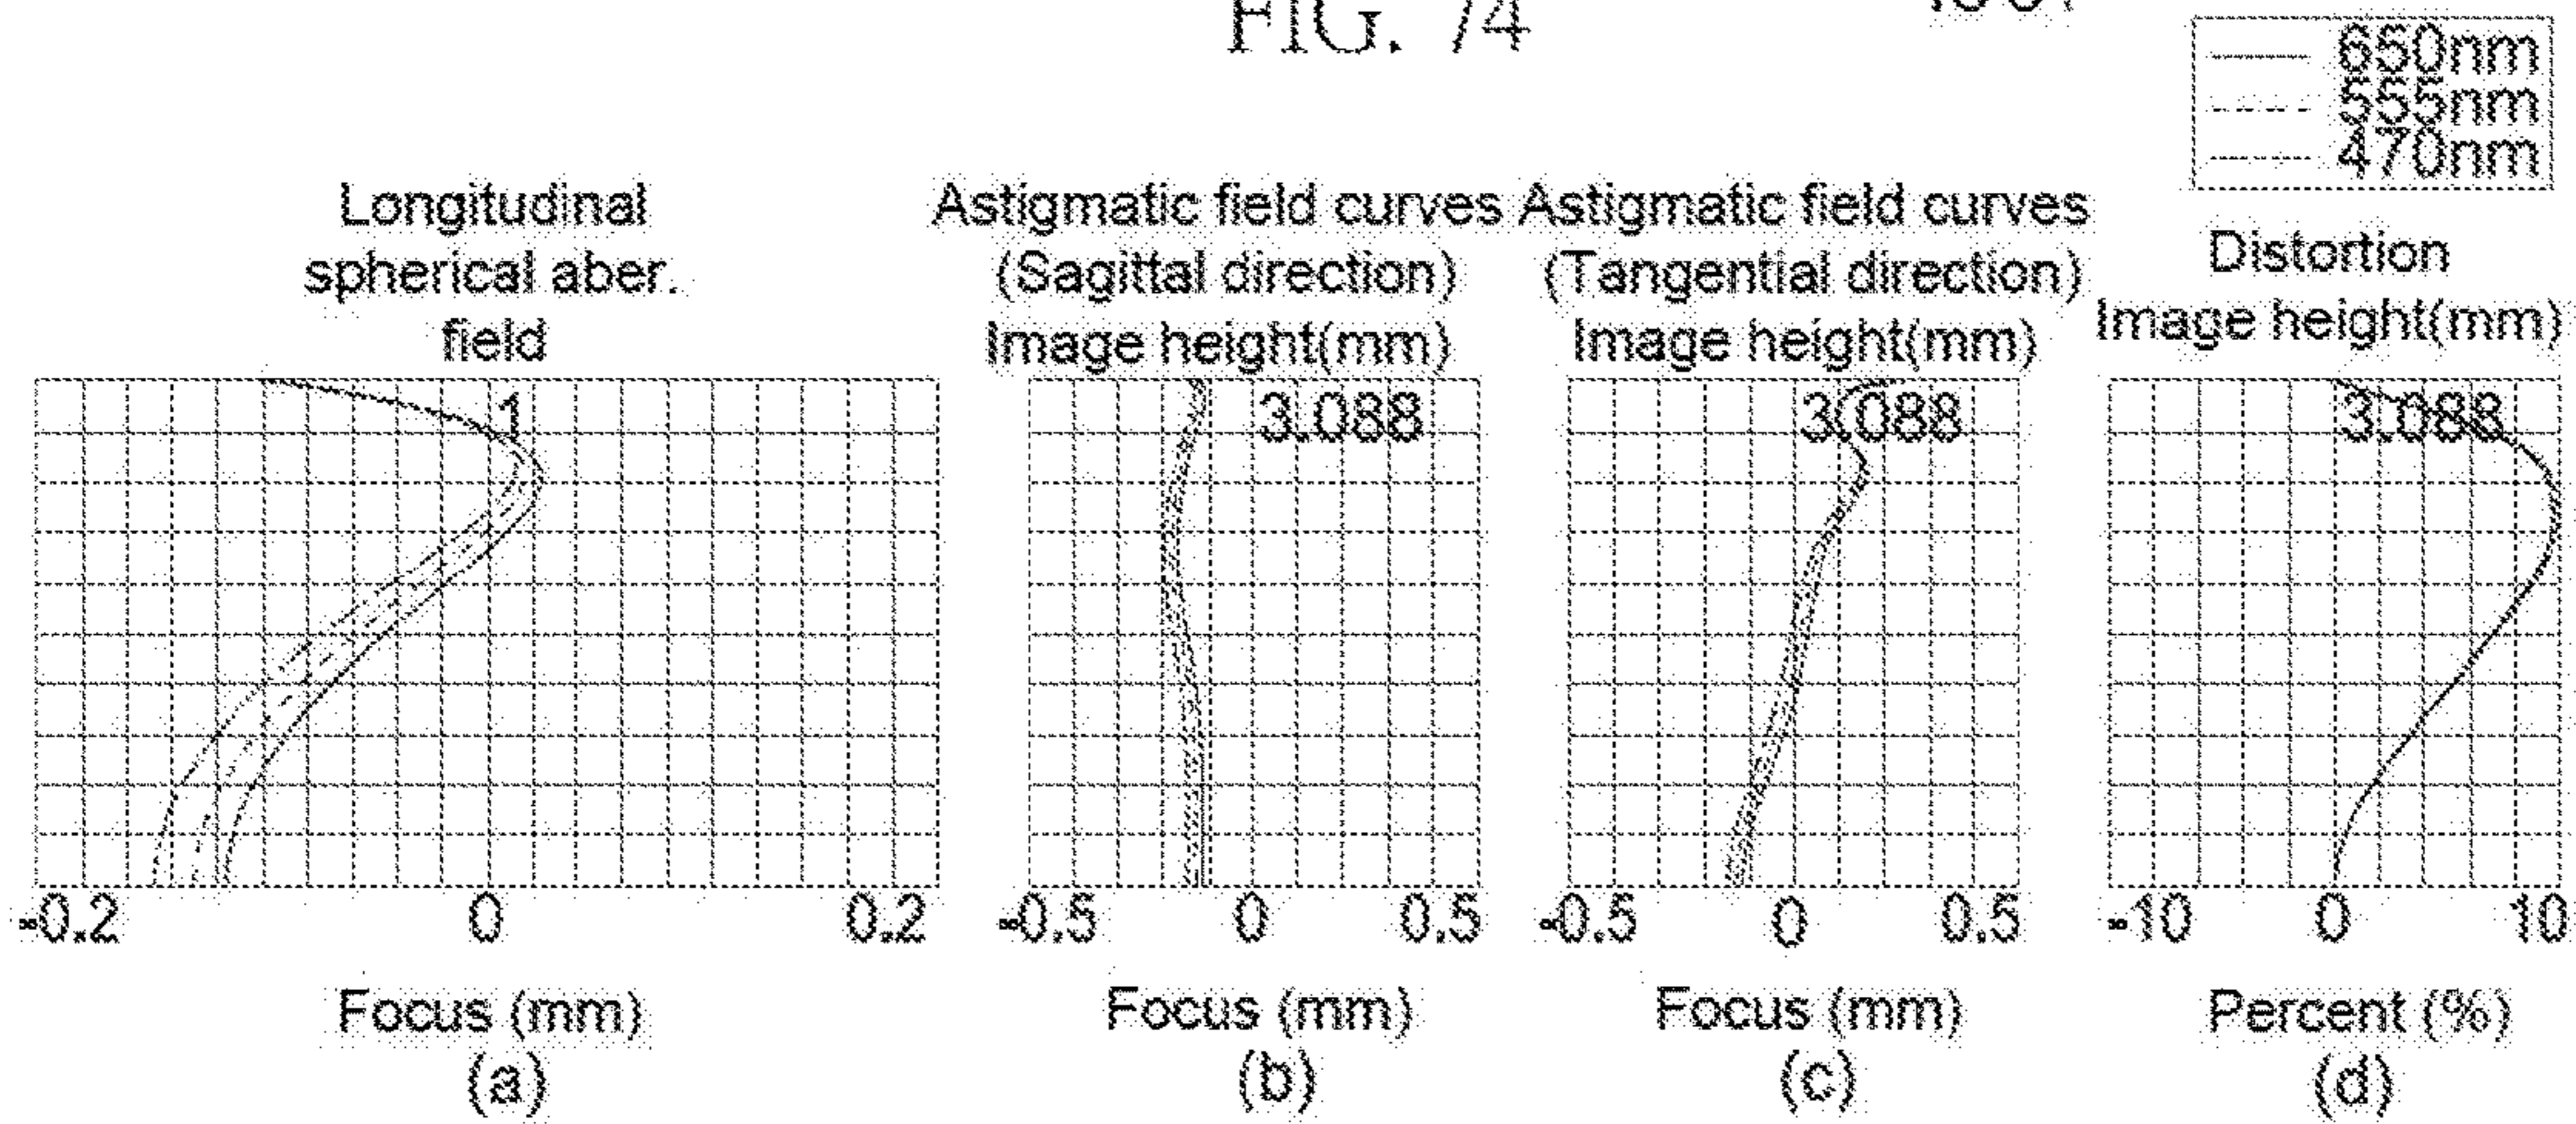 FIG. 74
650nm
555nm
470nm
Longitudinal
spherical aber.
field
Astigmatic field curves
(Sagittal direction)
Image height(mm)
Astigmatic field curves
(Tangential direction)
Image height(mm)
Distortion
Image height(mm)
1
3.088
3.088
3.088
-0.2 0 0.2
-0.5 0 0.5
-0.5 0 0.5
-10 0 10
Focus (mm)
Focus (mm)
Focus (mm)
Percent (%)
(a)
(b)
(c)
(d)